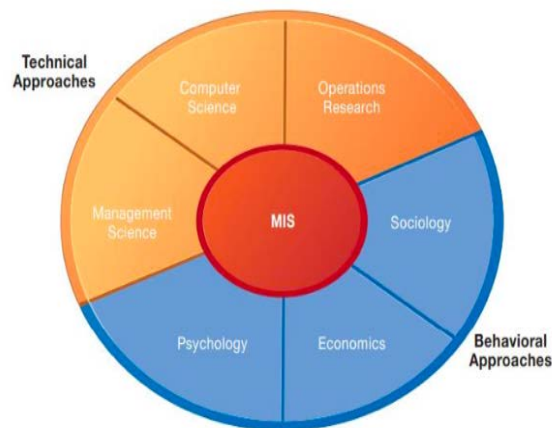 Technical
Approaches
Computer
Science
Operations
Research
Management
Science
MIS
Sociology
Psychology
Economics
Behavioral
Approaches